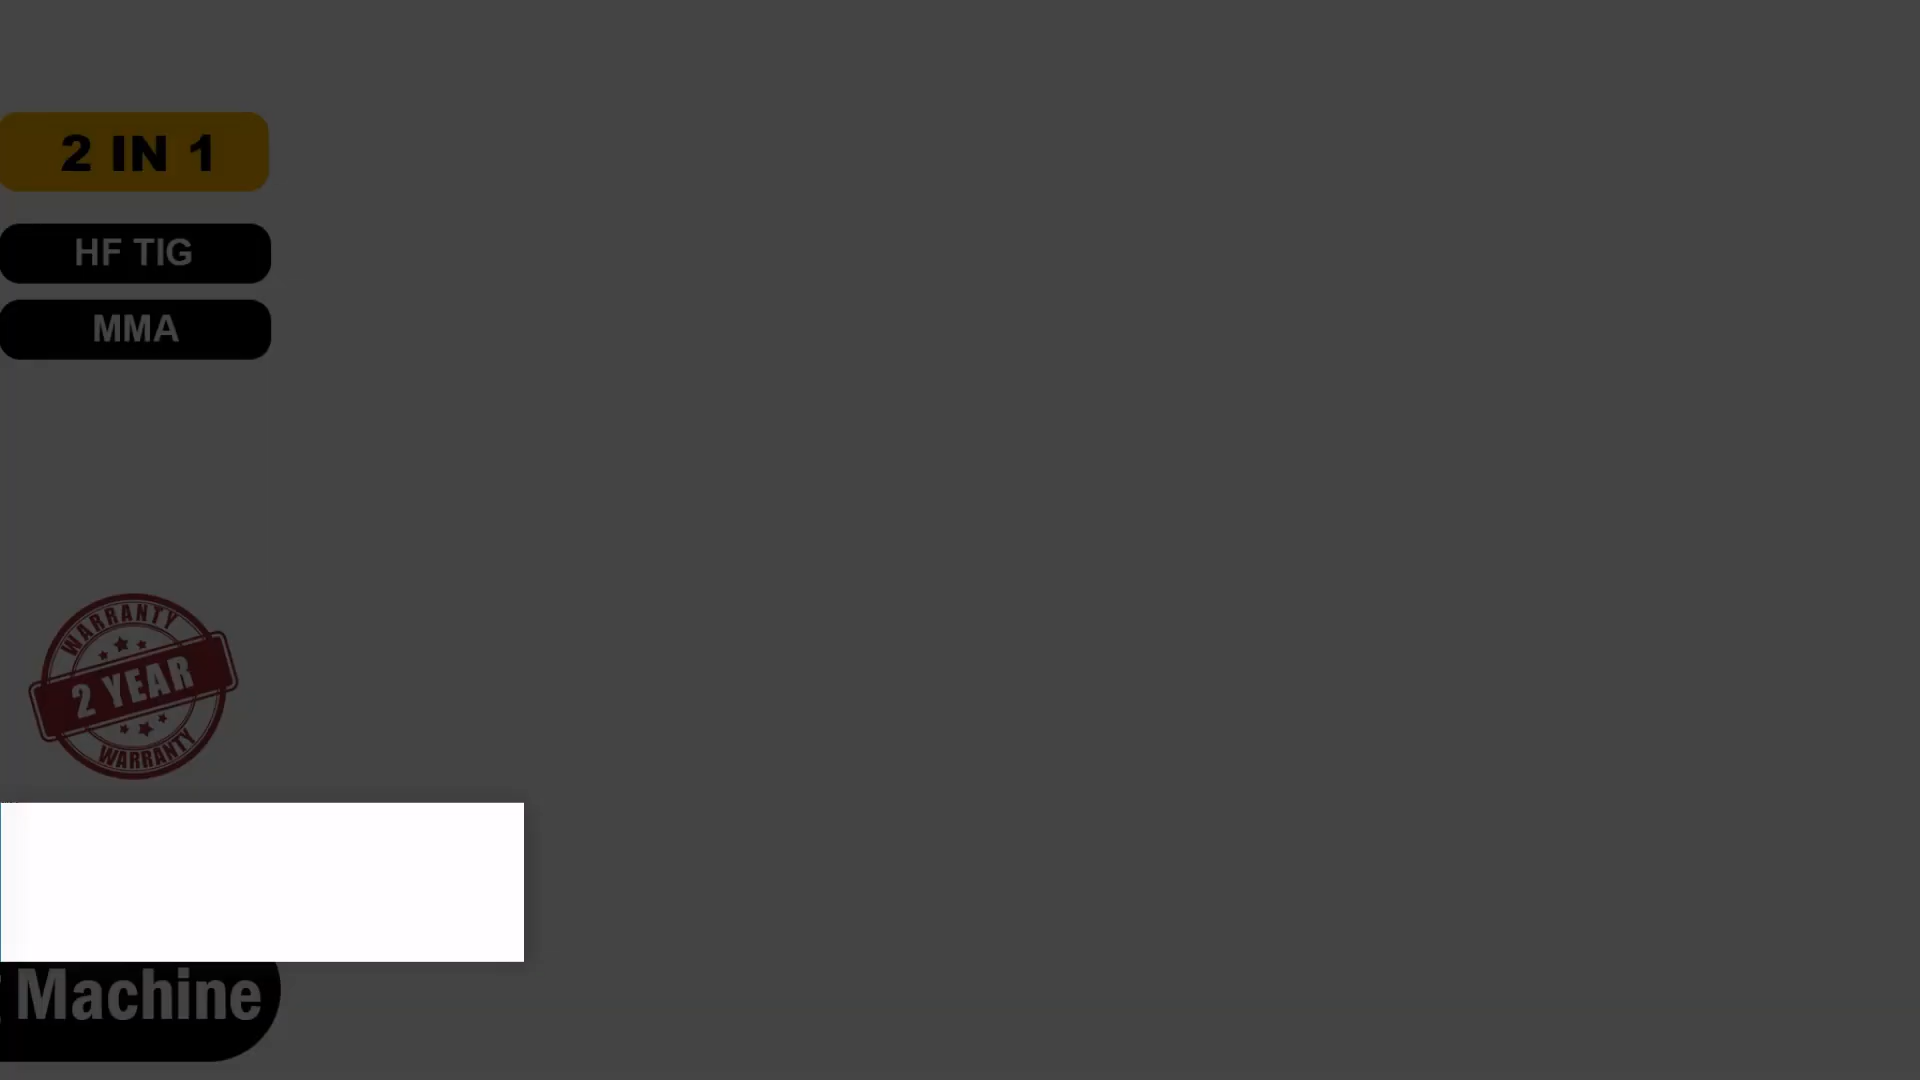 2 IN 1
HF TIG
MMA
WARRANTY
2 YEAR
WARRANTY
Machine